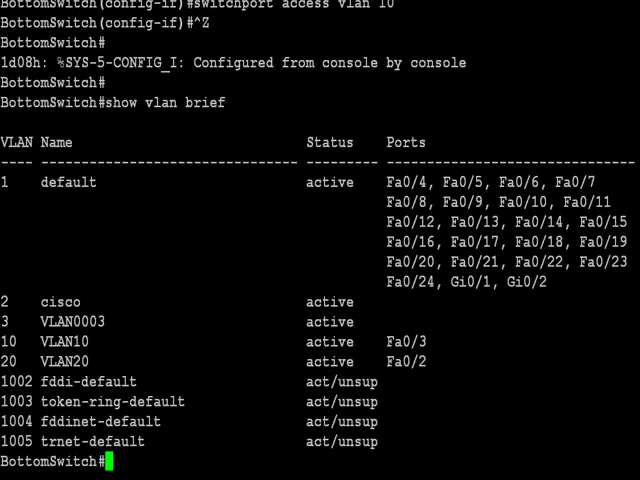 BottomSwitch(config-if)#switchport access vlan 10
BottomSwitch(config-if)#^Z
BottomSwitch#
1d08h: %SYS-5-CONFIG_I: Configured from console by console
BottomSwitch#
BottomSwitch#show vlan brief
VLAN Name                             Status    Ports
---- -------------------------------- --------- -------------------------------
1    default                          active    Fa0/4, Fa0/5, Fa0/6, Fa0/7
                                                Fa0/8, Fa0/9, Fa0/10, Fa0/11
                                                Fa0/12, Fa0/13, Fa0/14, Fa0/15
                                                Fa0/16, Fa0/17, Fa0/18, Fa0/19
                                                Fa0/20, Fa0/21, Fa0/22, Fa0/23
                                                Fa0/24, Gi0/1, Gi0/2
2    cisco                            active
3    VLAN0003                         active
10   VLAN10                           active    Fa0/3
20   VLAN20                           active    Fa0/2
1002 fddi-default                     act/unsup
1003 token-ring-default               act/unsup
1004 fddinet-default                  act/unsup
1005 trnet-default                    act/unsup
BottomSwitch#